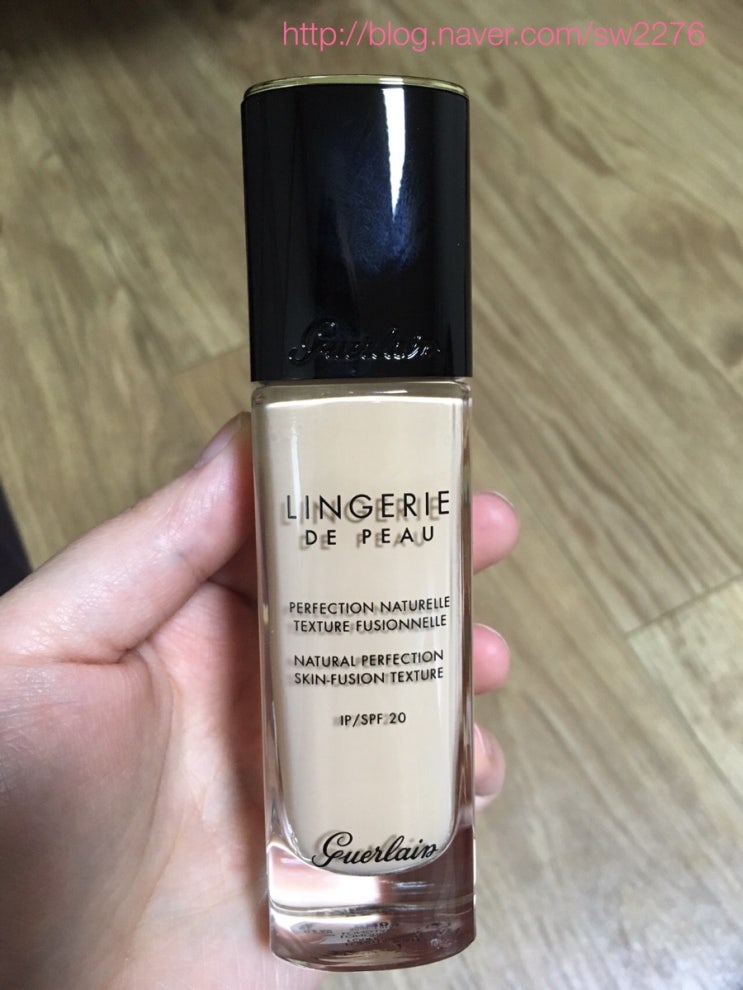 http://blog.naver.com/sw2276
Guerlain
LINGERIE
DE PEAU
PERFECTION NATURELLE
TEXTURE FUSIONNELLE
NATURAL PERFECTION
SKIN-FUSION TEXTURE
IP/SPF 20
Guerlain